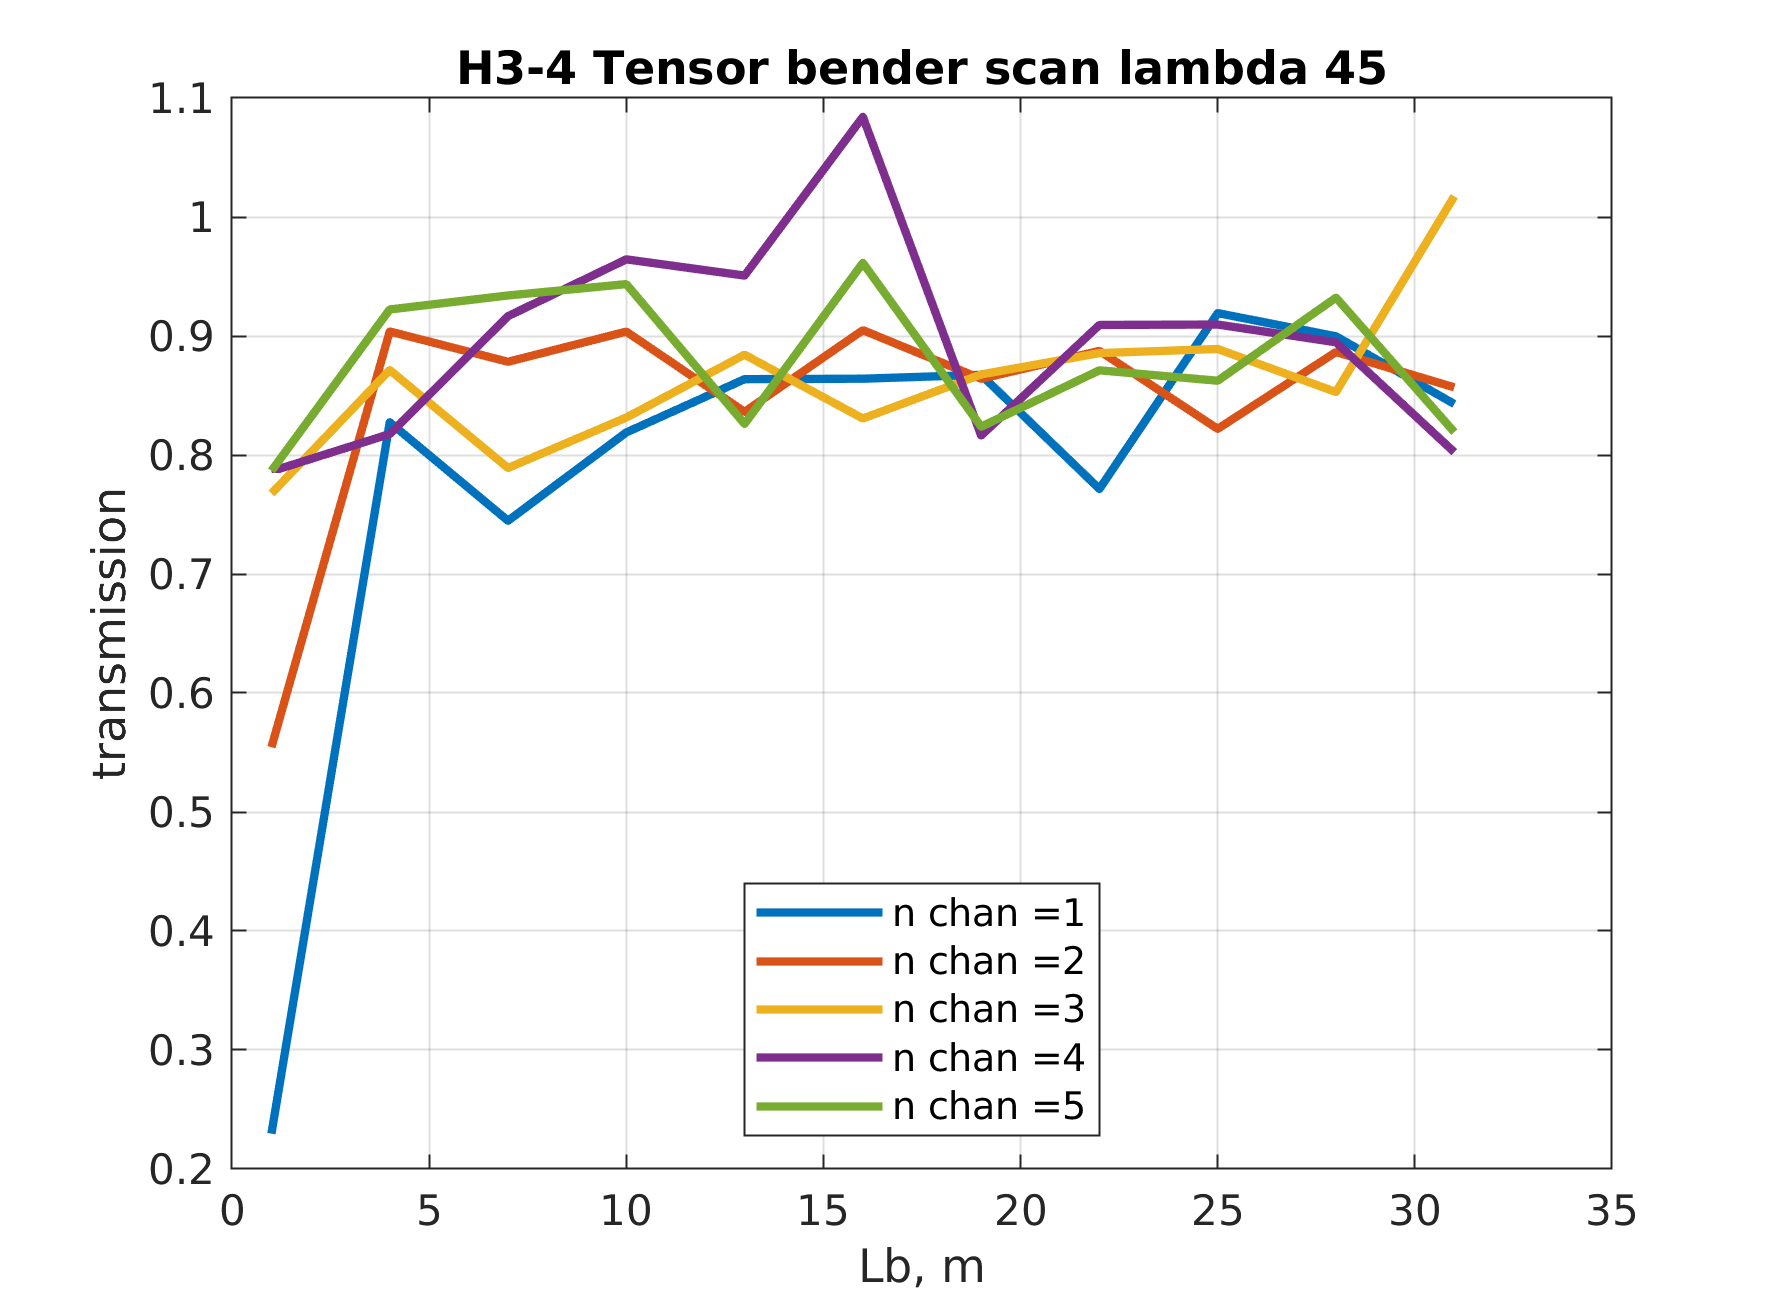 H3-4 Tensor bender scan lambda 45
1.1
1
0.9
0.8
0.7
0.6
0.5
0.4
0.3
0.2
transmission
n chan =1
n chan =2
n chan =3
n chan =4
n chan =5
0 5 10 15 20 25 30 35
Lb, m